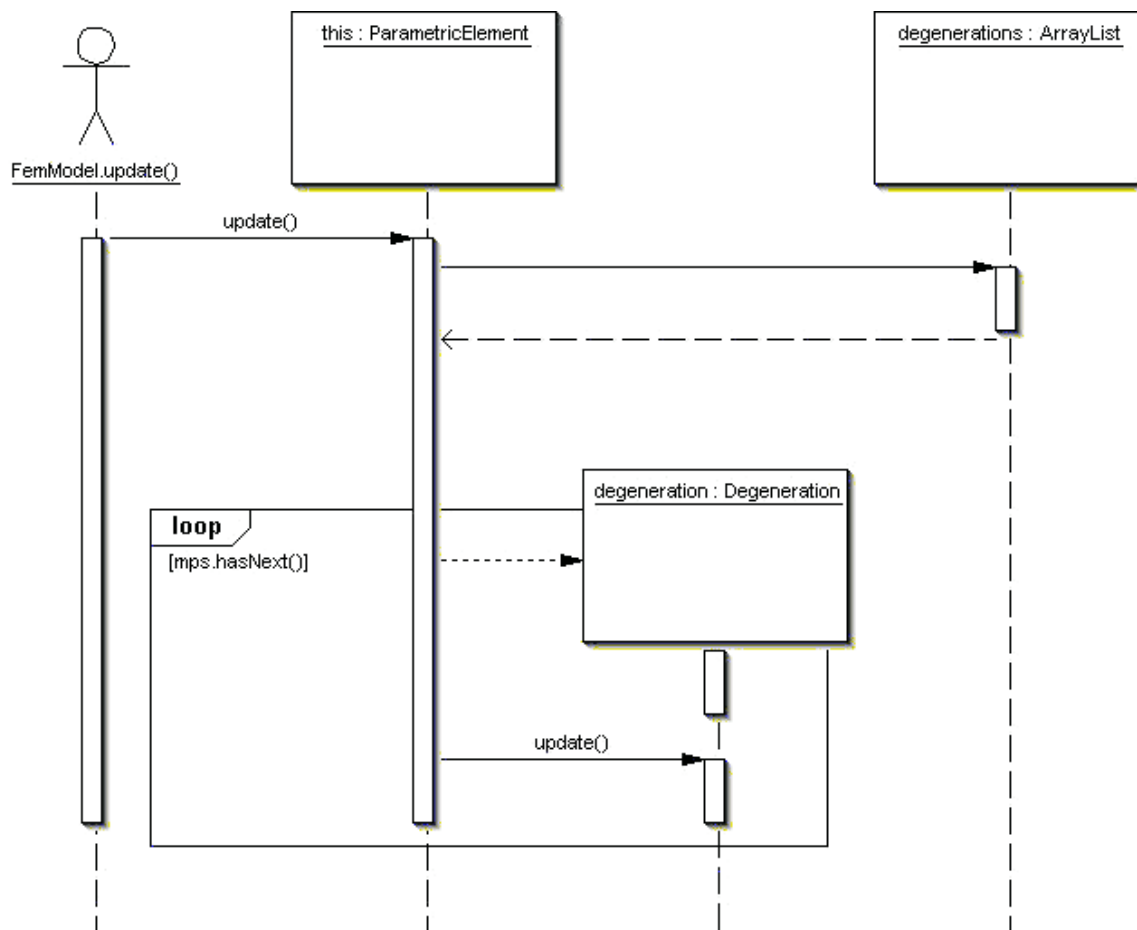 this : ParametricElement
degenerations : ArrayList
FemModel.update()
update()
degeneration : Degeneration
loop
[mps.hasNext()]
update()